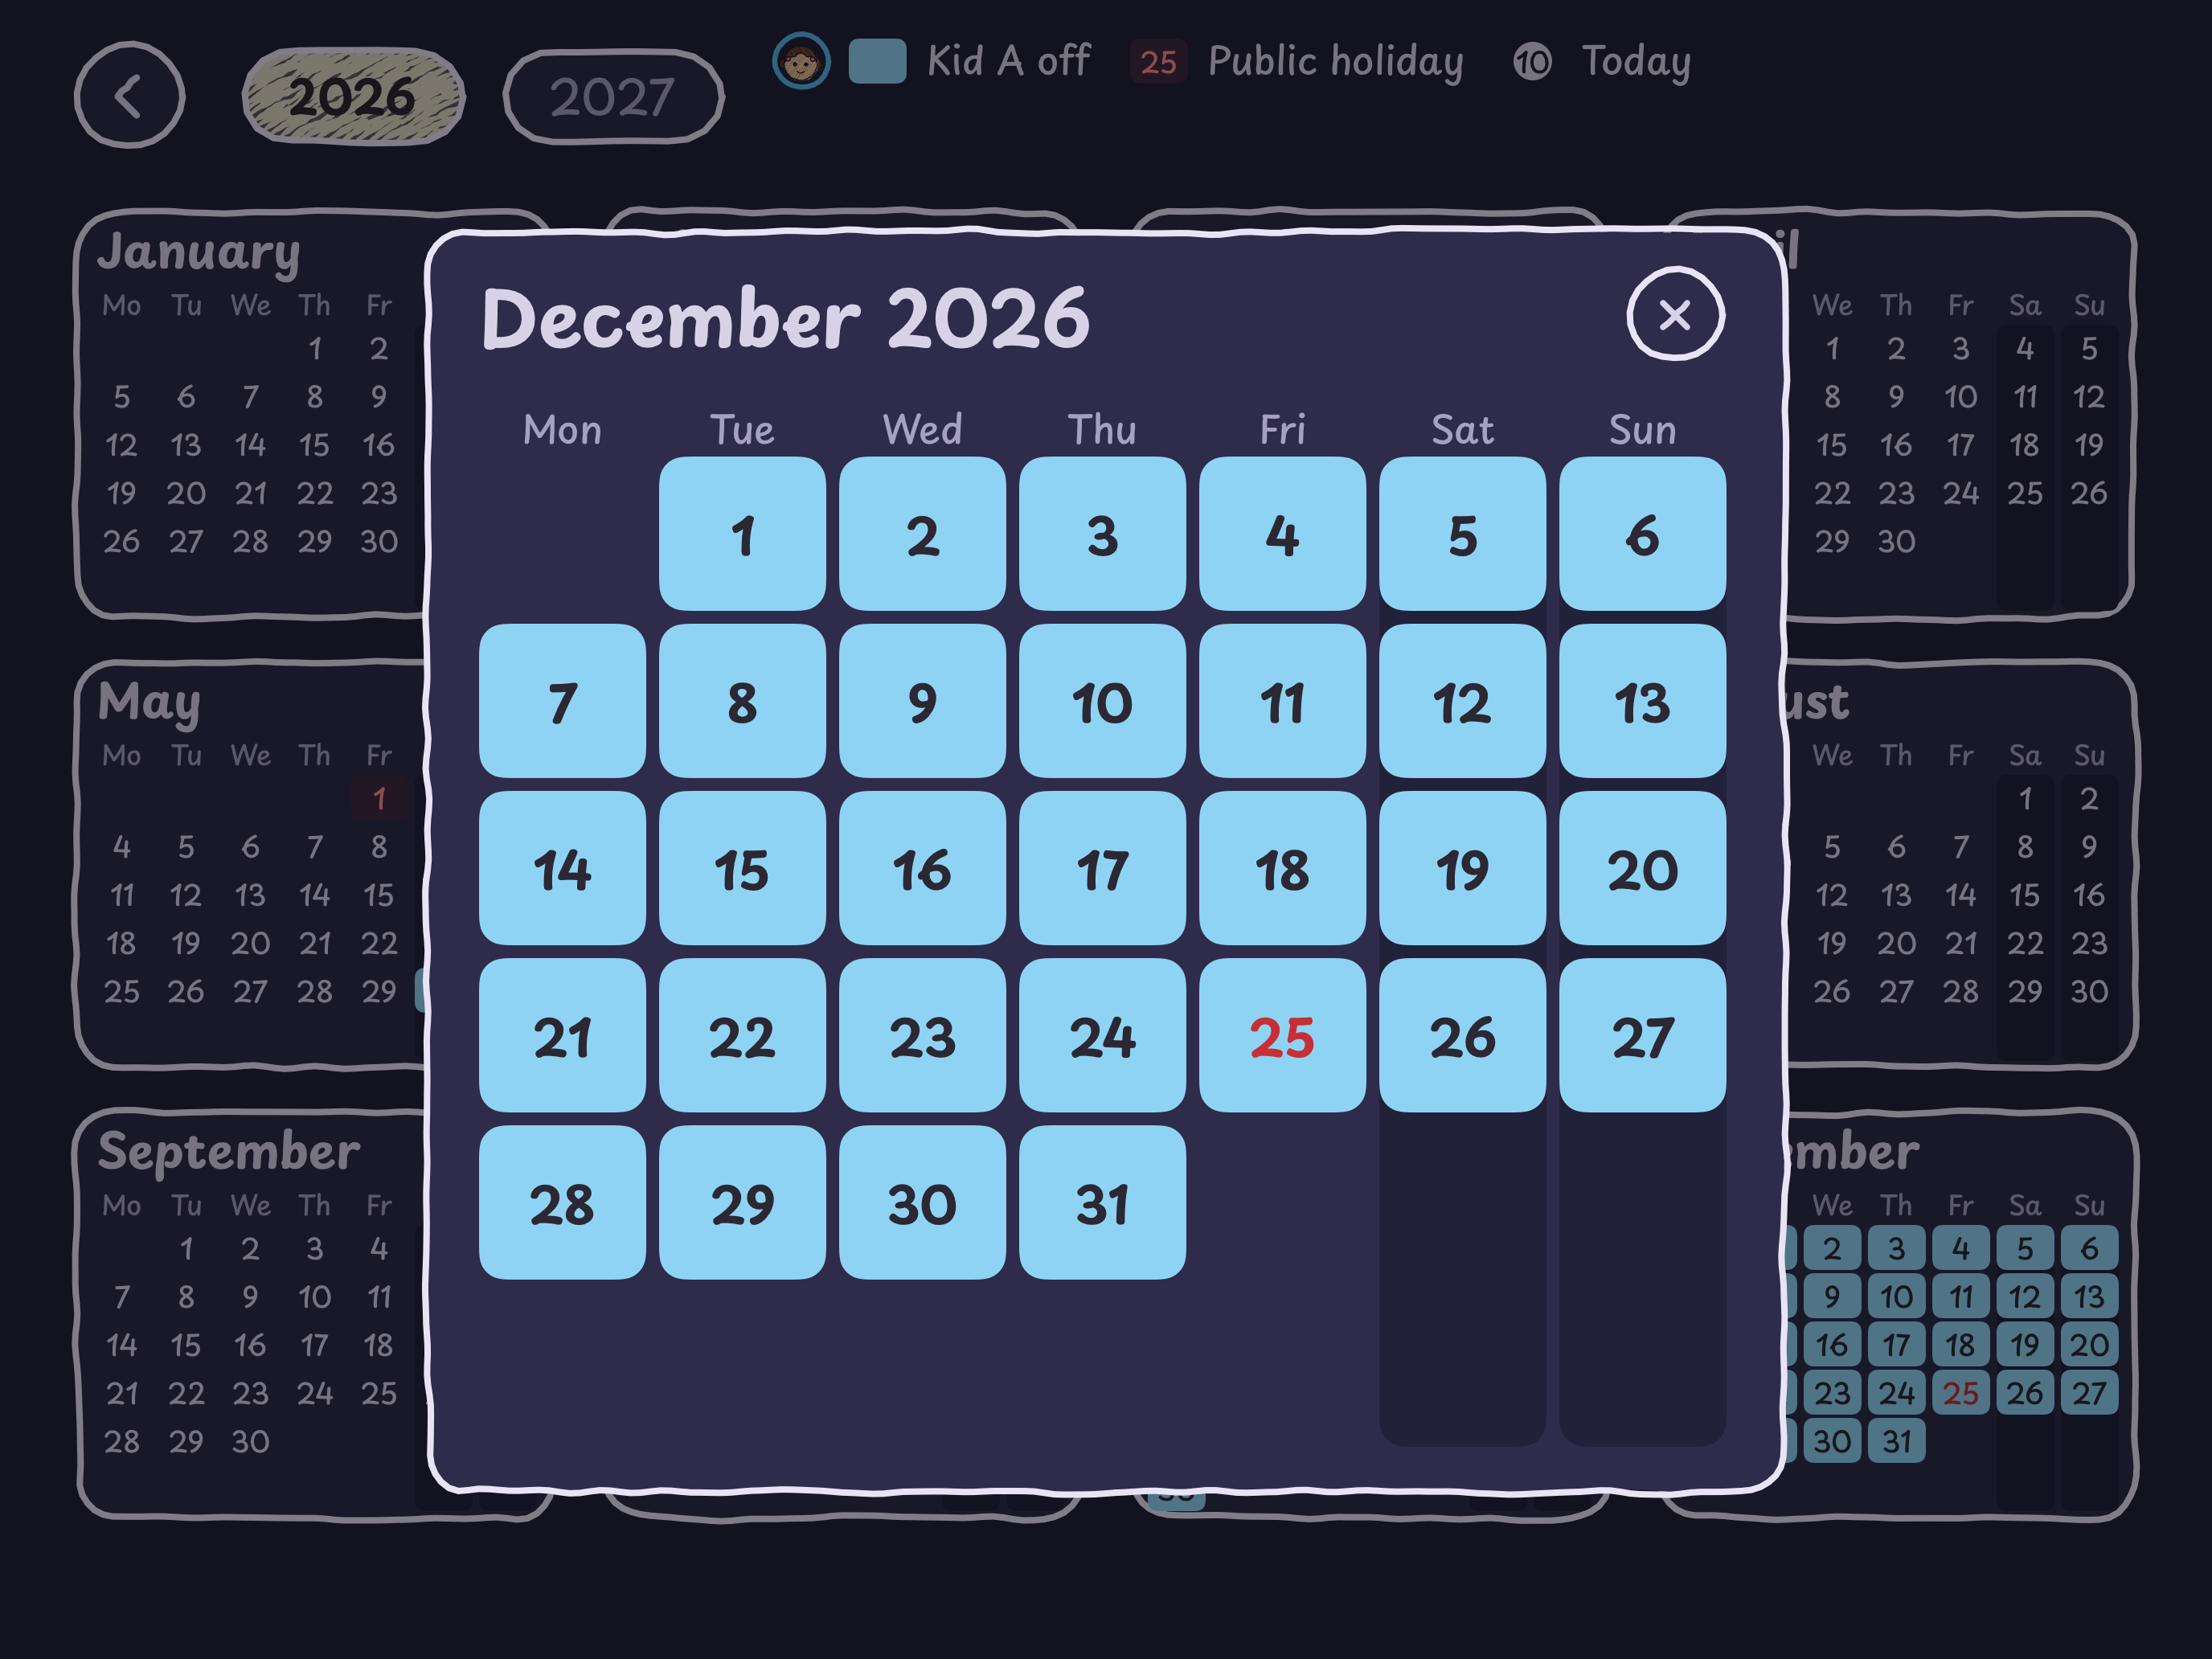 2026 2027 Kid A off 25 Public holiday 10 Today
January
Mo Tu We Th Fr
1 2
5 6 7 8 9
12 13 14 15 16
19 20 21 22 23
26 27 28 29 30
il
We Th Fr Sa Su
1 2 3 4 5
8 9 10 11 12
15 16 17 18 19
22 23 24 25 26
29 30
May
Mo Tu We Th Fr
1
4 5 6 7 8
11 12 13 14 15
18 19 20 21 22
25 26 27 28 29
ust
We Th Fr Sa Su
1 2
5 6 7 8 9
12 13 14 15 16
19 20 21 22 23
26 27 28 29 30
September
Mo Tu We Th Fr
1 2 3 4
7 8 9 10 11
14 15 16 17 18
21 22 23 24 25
28 29 30
mber
We Th Fr Sa Su
2 3 4 5 6
9 10 11 12 13
16 17 18 19 20
23 24 25 26 27
30 31
December 2026
Mon Tue Wed Thu Fri Sat Sun
1 2 3 4 5 6
7 8 9 10 11 12 13
14 15 16 17 18 19 20
21 22 23 24 25 26 27
28 29 30 31